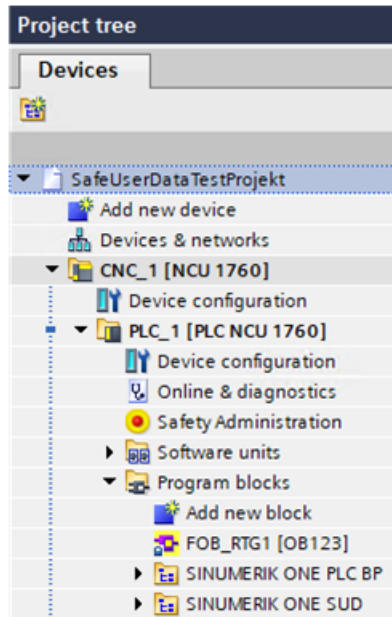 Project tree
Devices
SafeUserDataTestProjekt
Add new device
Devices & networks
CNC_1 [NCU 1760]
Device configuration
PLC_1 [PLC NCU 1760]
Device configuration
Online & diagnostics
Safety Administration
Software units
Program blocks
Add new block
FOB_RTG1 [OB123]
SINUMERIK ONE PLC BP
SINUMERIK ONE SUD